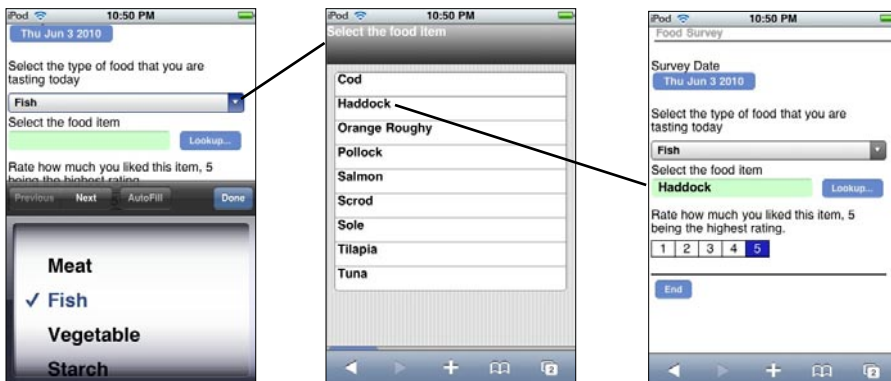 iPod 10:50 PM
Thu Jun 3 2010
Select the type of food that you are
tasting today
Fish
Select the food item
Lookup...
Rate how much you liked this item, 5
being the highest rating.
Previous Next AutoFill Done
Meat
✓ Fish
Vegetable
Starch
iPod 10:50 PM
Select the food item
Cod
Haddock
Orange Roughy
Pollock
Salmon
Scrod
Sole
Tilapia
Tuna
2
iPod 10:50 PM
Food Survey
Survey Date
Thu Jun 3 2010
Select the type of food that you are
tasting today
Fish
Select the food item
Haddock Lookup...
Rate how much you liked this item, 5
being the highest rating.
1 2 3 4 5
End
2